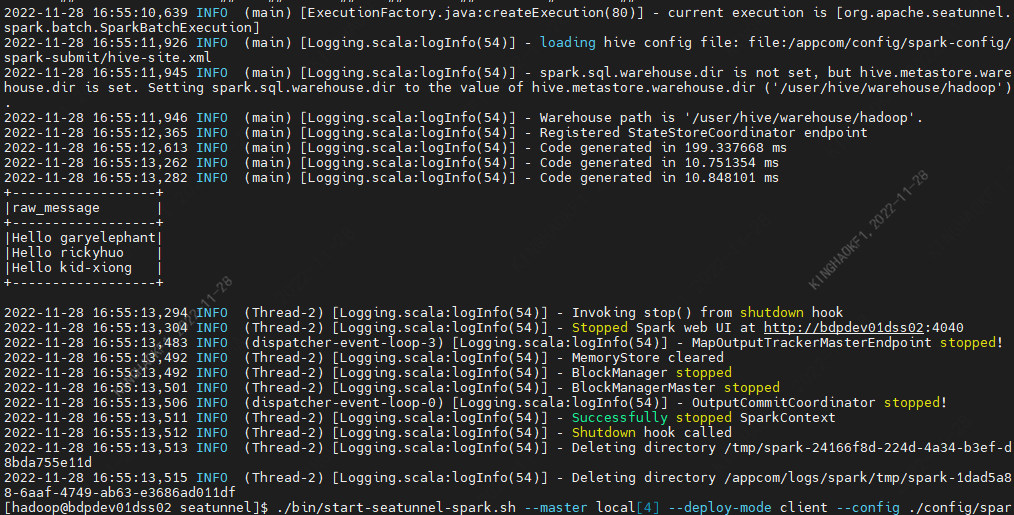 2022-11-28 16:55:10,639 INFO  (main) [ExecutionFactory.java:createExecution(80)] - current execution is [org.apache.seatunnel.
spark.batch.SparkBatchExecution]
2022-11-28 16:55:11,926 INFO  (main) [Logging.scala:logInfo(54)] - loading hive config file: file:/appcom/config/spark-config/
spark-submit/hive-site.xml
2022-11-28 16:55:11,945 INFO  (main) [Logging.scala:logInfo(54)] - spark.sql.warehouse.dir is not set, but hive.metastore.ware
house.dir is set. Setting spark.sql.warehouse.dir to the value of hive.metastore.warehouse.dir ('/user/hive/warehouse/hadoop')
.
2022-11-28 16:55:11,946 INFO  (main) [Logging.scala:logInfo(54)] - Warehouse path is '/user/hive/warehouse/hadoop'.
2022-11-28 16:55:12,365 INFO  (main) [Logging.scala:logInfo(54)] - Registered StateStoreCoordinator endpoint
2022-11-28 16:55:12,613 INFO  (main) [Logging.scala:logInfo(54)] - Code generated in 199.337668 ms
2022-11-28 16:55:13,262 INFO  (main) [Logging.scala:logInfo(54)] - Code generated in 10.751354 ms
2022-11-28 16:55:13,282 INFO  (main) [Logging.scala:logInfo(54)] - Code generated in 10.848101 ms
+------------------+
|raw_message       |
+------------------+
|Hello garyelephant|
|Hello rickyhuo    |
|Hello kid-xiong   |
+------------------+
2022-11-28 16:55:13,294 INFO  (Thread-2) [Logging.scala:logInfo(54)] - Invoking stop() from shutdown hook
2022-11-28 16:55:13,304 INFO  (Thread-2) [Logging.scala:logInfo(54)] - Stopped Spark web UI at http://bdpdev01dss02:4040
2022-11-28 16:55:13,483 INFO  (dispatcher-event-loop-3) [Logging.scala:logInfo(54)] - MapOutputTrackerMasterEndpoint stopped!
2022-11-28 16:55:13,492 INFO  (Thread-2) [Logging.scala:logInfo(54)] - MemoryStore cleared
2022-11-28 16:55:13,492 INFO  (Thread-2) [Logging.scala:logInfo(54)] - BlockManager stopped
2022-11-28 16:55:13,501 INFO  (Thread-2) [Logging.scala:logInfo(54)] - BlockManagerMaster stopped
2022-11-28 16:55:13,506 INFO  (dispatcher-event-loop-0) [Logging.scala:logInfo(54)] - OutputCommitCoordinator stopped!
2022-11-28 16:55:13,511 INFO  (Thread-2) [Logging.scala:logInfo(54)] - Successfully stopped SparkContext
2022-11-28 16:55:13,512 INFO  (Thread-2) [Logging.scala:logInfo(54)] - Shutdown hook called
2022-11-28 16:55:13,513 INFO  (Thread-2) [Logging.scala:logInfo(54)] - Deleting directory /tmp/spark-24166f8d-224d-4a34-b3ef-d
8bda755e11d
2022-11-28 16:55:13,515 INFO  (Thread-2) [Logging.scala:logInfo(54)] - Deleting directory /appcom/logs/spark/tmp/spark-1dad5a8
8-6aaf-4749-ab63-e3686ad011df
[hadoop@bdpdev01dss02 seatunnel]$ ./bin/start-seatunnel-spark.sh --master local[4] --deploy-mode client --config ./config/spar
KINGHAOKF1, 2022-11-28